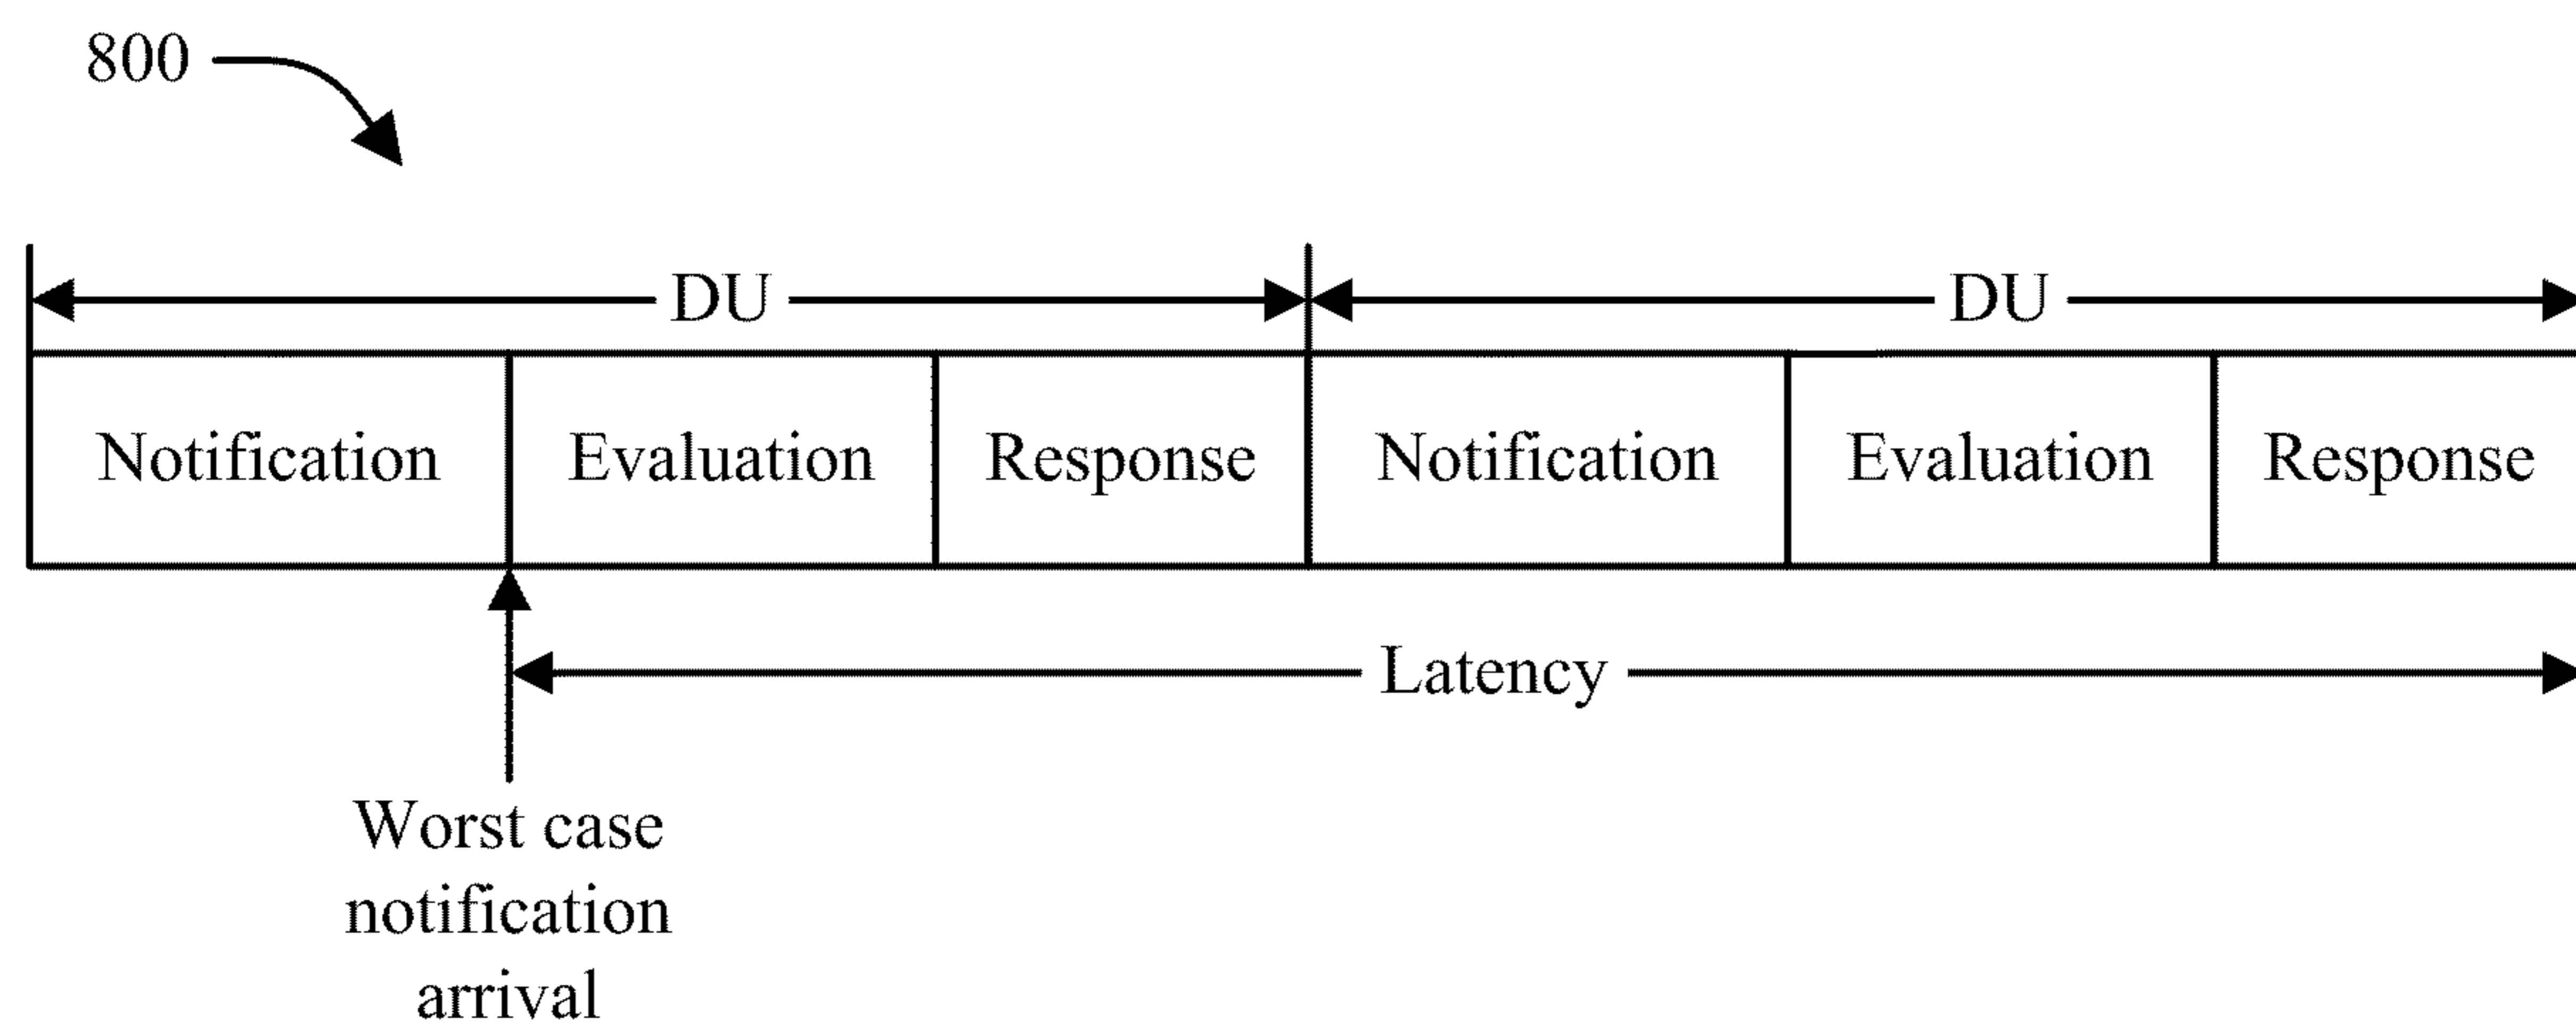 800
DU DU
Notification Evaluation Response Notification Evaluation Response
Latency
Worst case
notification
arrival